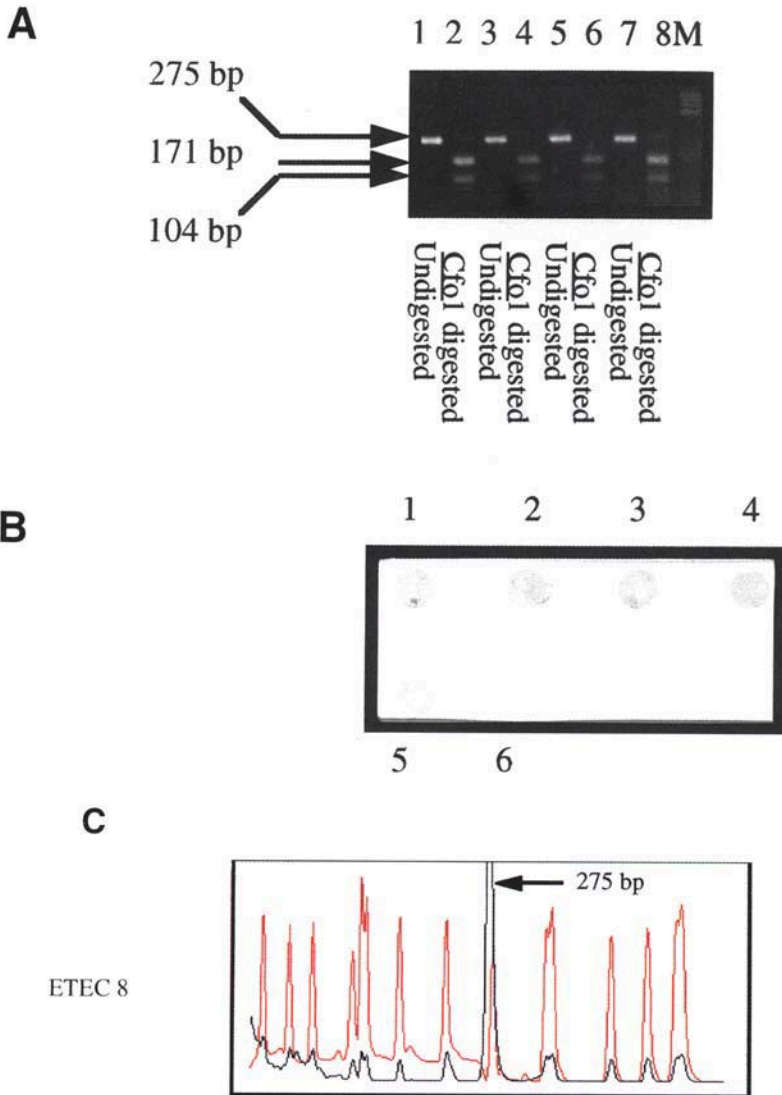 A
1 2 3 4 5 6 7 8M
275 bp
171 bp
104 bp
Undigested
Cfo1 digested
Undigested
Cfo1 digested
Undigested
Cfo1 digested
Undigested
Cfo1 digested
B
1 2 3 4
5 6
C
275 bp
ETEC 8